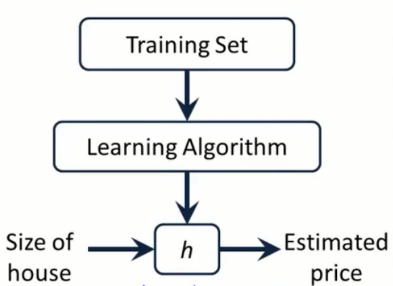 Training Set
Learning Algorithm
Size of
house
h
Estimated
price